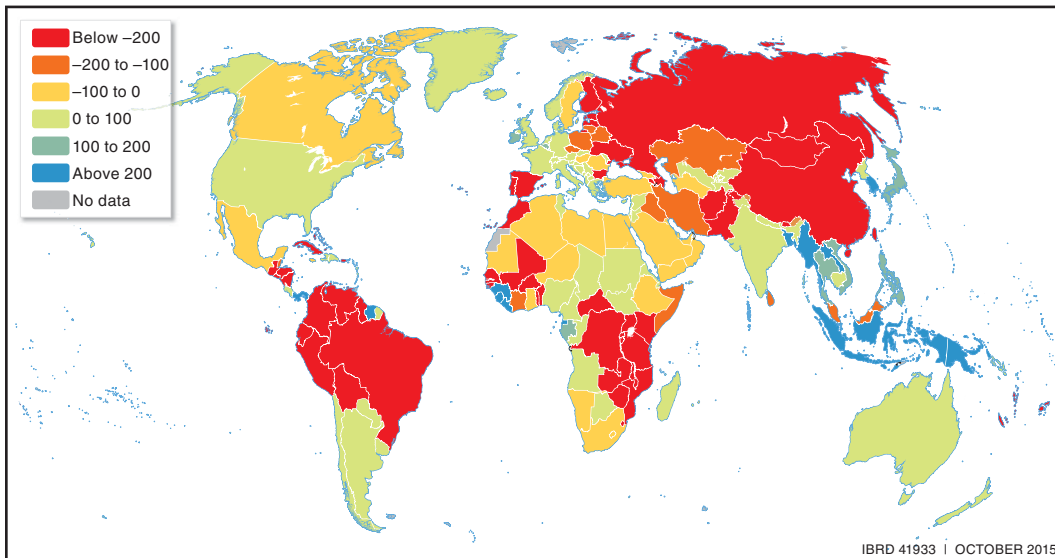 Below –200
–200 to –100
–100 to 0
0 to 100
100 to 200
Above 200
No data
IBRD 41933 | OCTOBER 2015